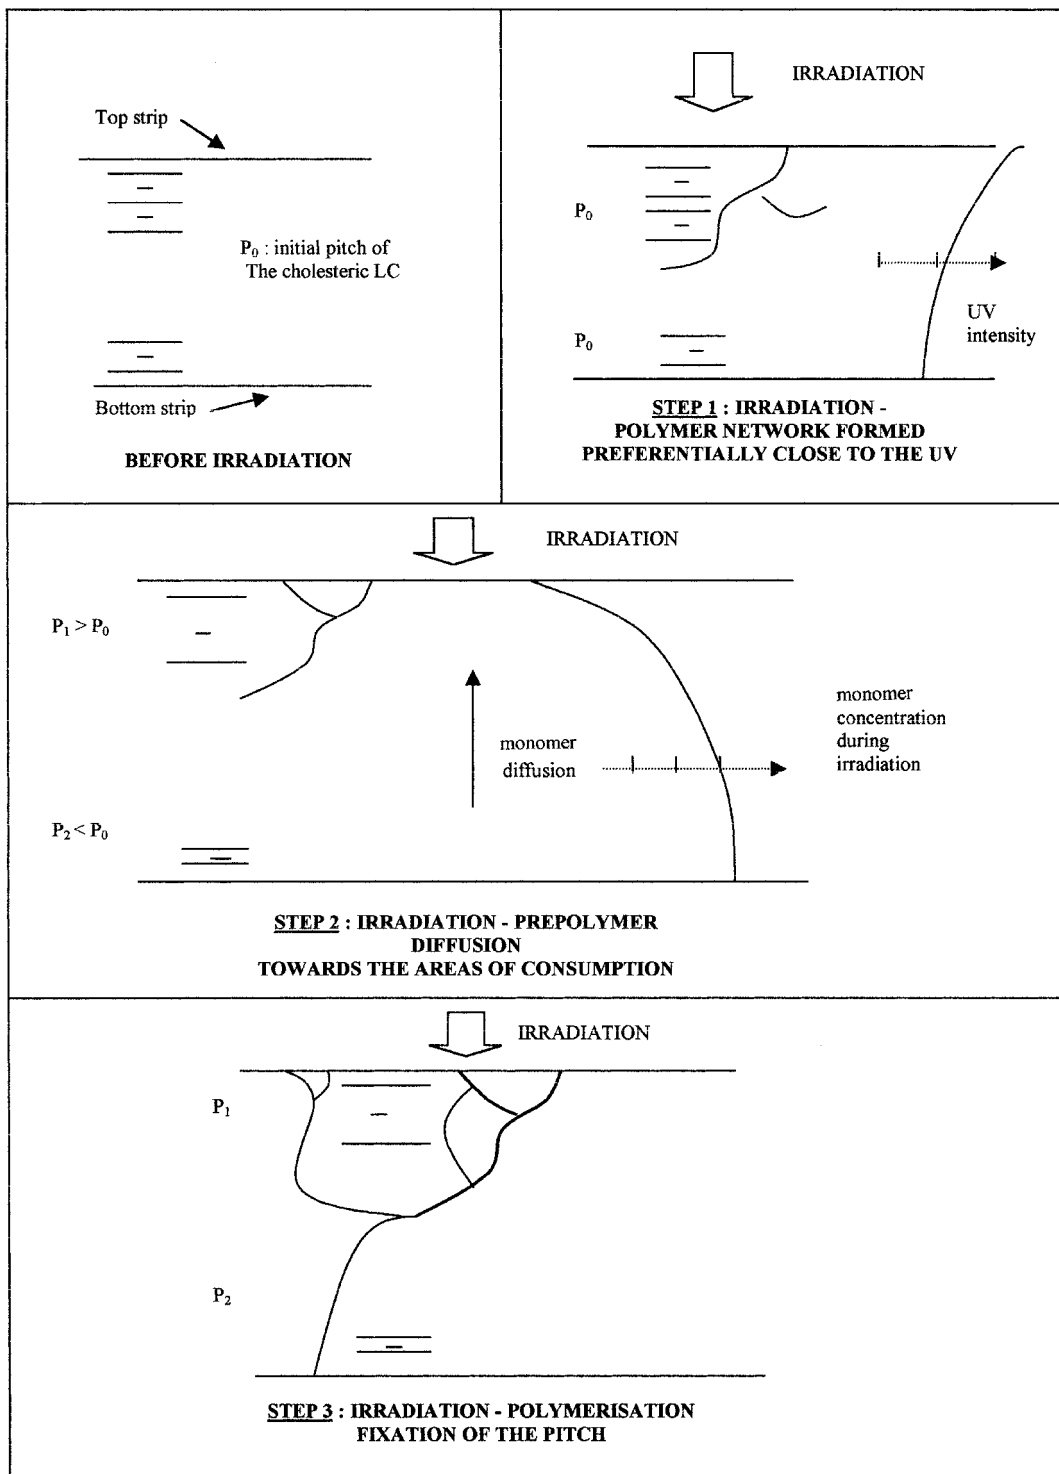 Top strip
P₀ : initial pitch of
The cholesteric LC
Bottom strip
BEFORE IRRADIATION
IRRADIATION
P₀
P₀
UV
intensity
STEP 1 : IRRADIATION -
POLYMER NETWORK FORMED
PREFERENTIALLY CLOSE TO THE UV
IRRADIATION
P₁ > P₀
monomer
diffusion
monomer
concentration
during
irradiation
P₂ < P₀
STEP 2 : IRRADIATION - PREPOLYMER
DIFFUSION
TOWARDS THE AREAS OF CONSUMPTION
IRRADIATION
P₁
P₂
STEP 3 : IRRADIATION - POLYMERISATION
FIXATION OF THE PITCH